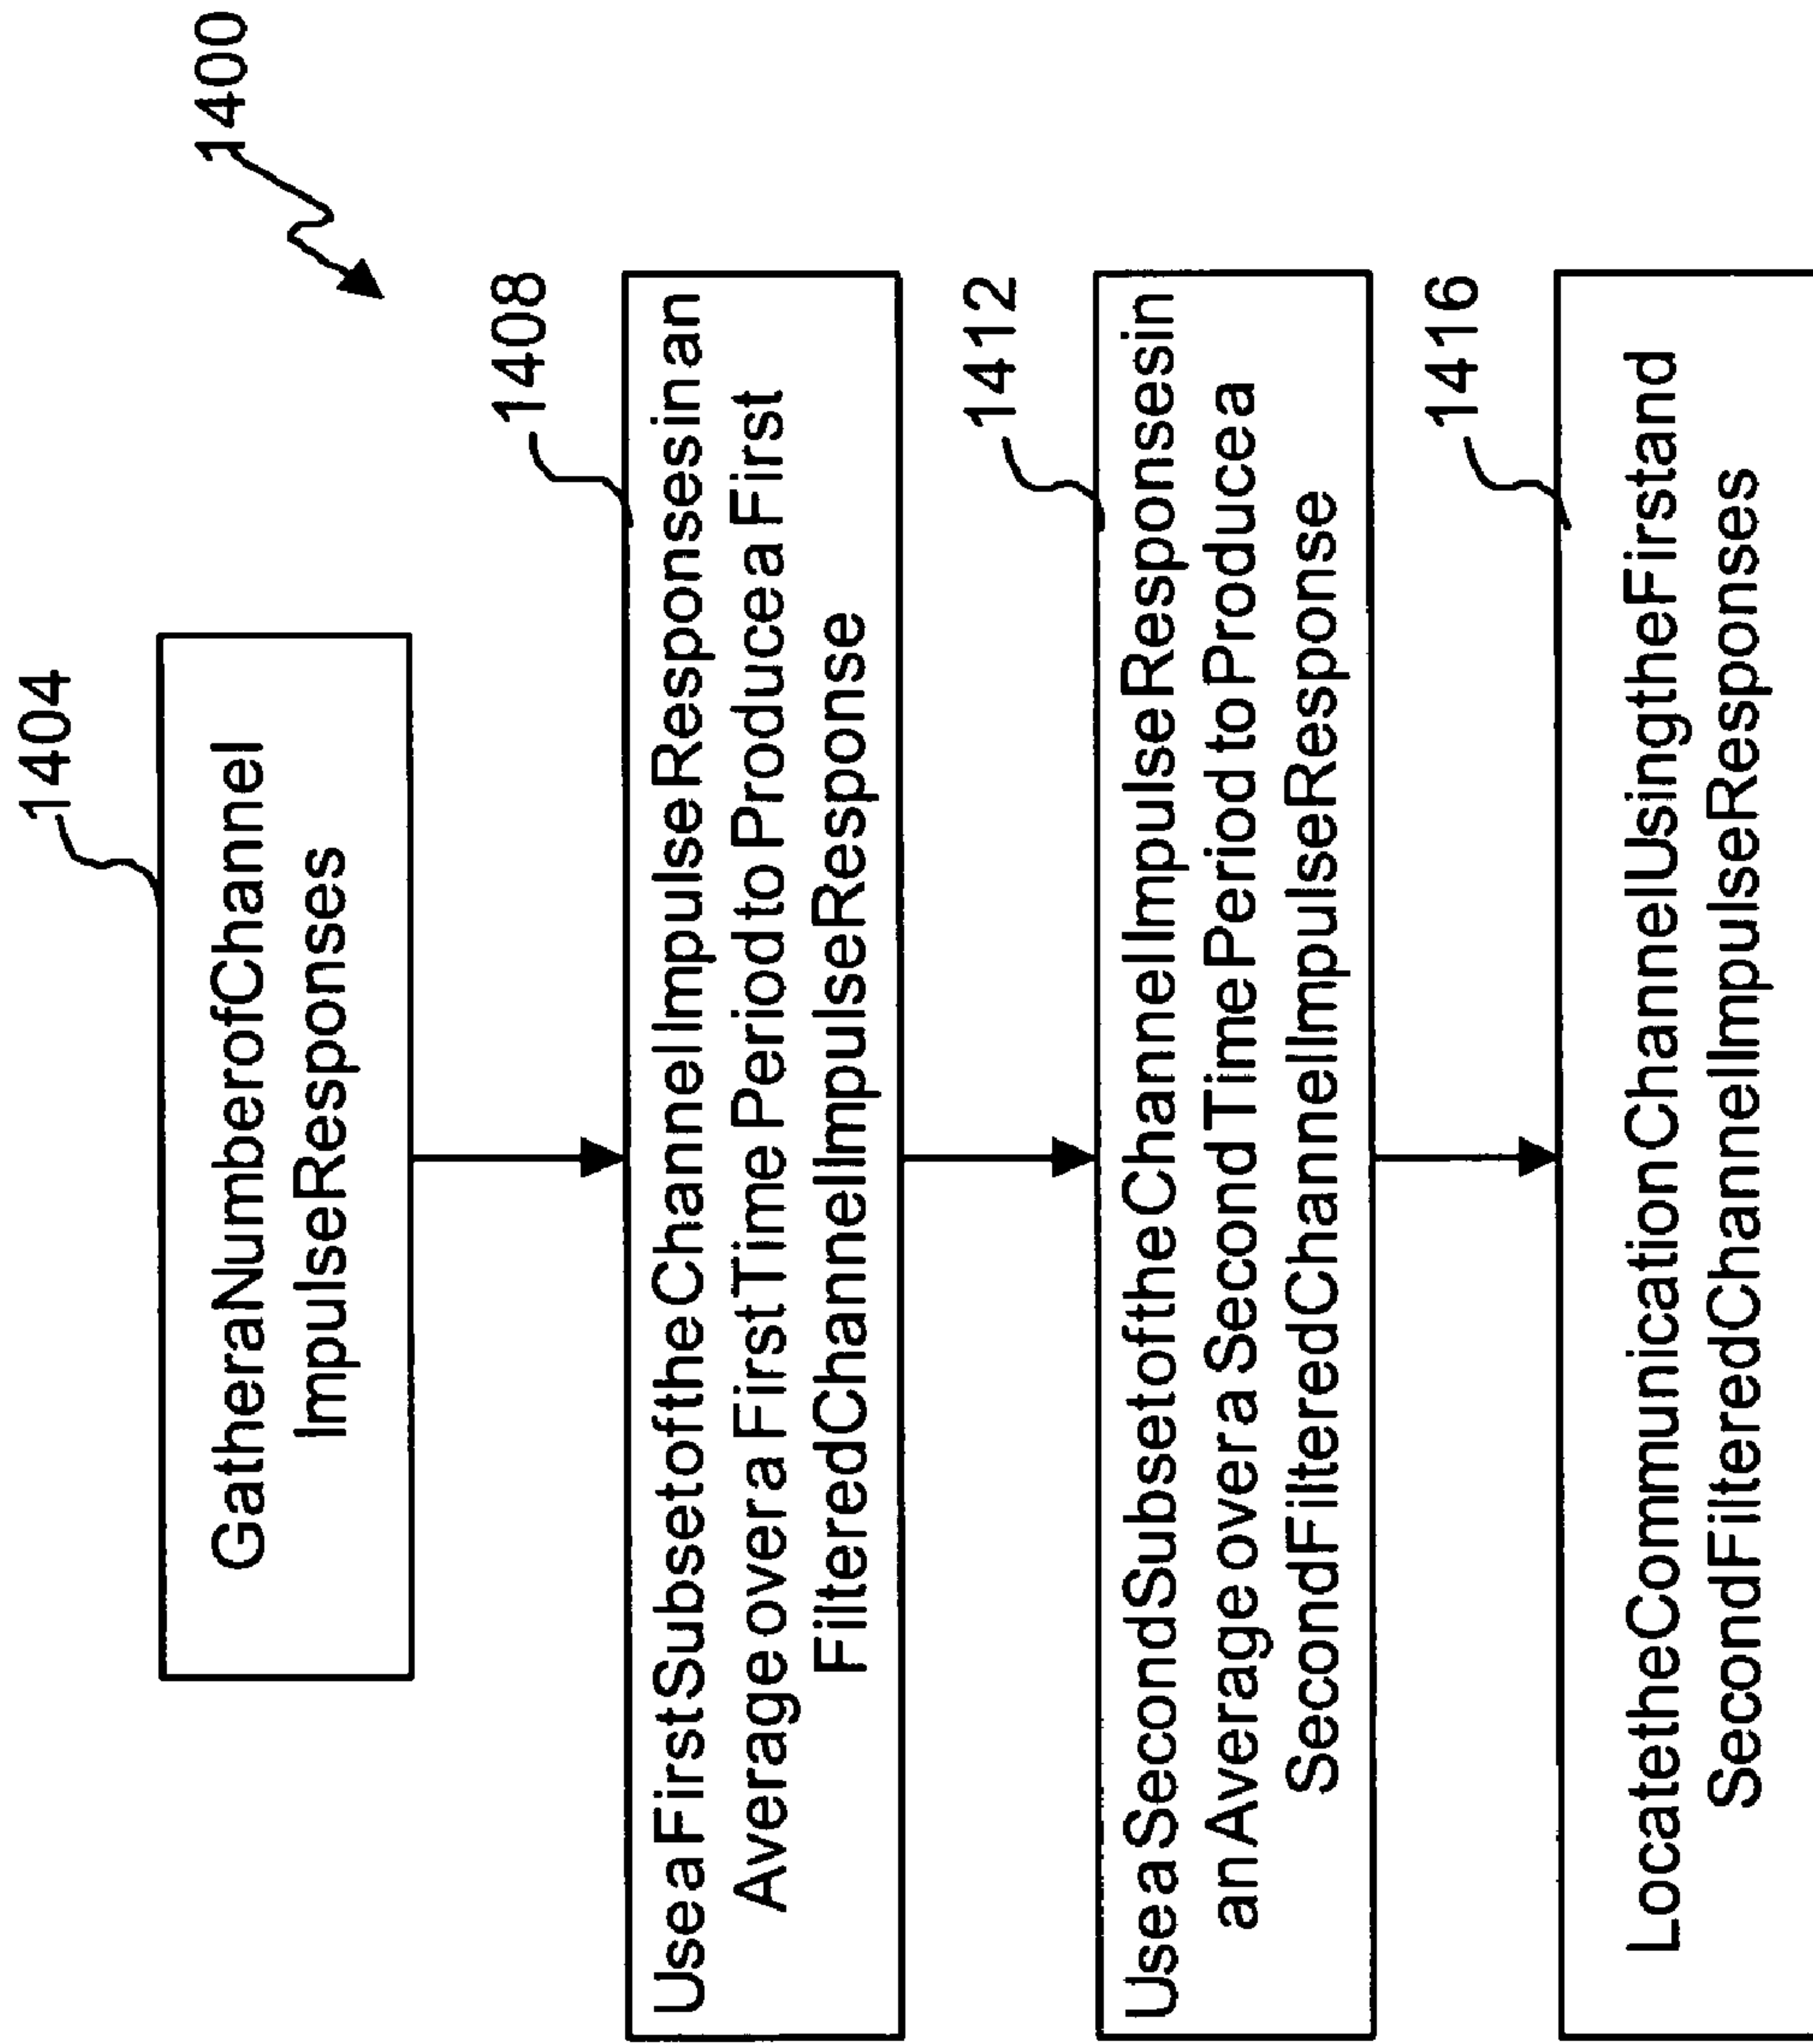 1400
1404
Gather a Number of Channel
Impulse Responses
1408
Use a First Subset of the Channel Impulse Responses in an
Average over a First Time Period to Produce a First
Filtered Channel Impulse Response
1412
Use a Second Subset of the Channel Impulse Responses in
an Average over a Second Time Period to Produce a
Second Filtered Channel Impulse Response
1416
Locate the Communication Channel Using the First and
Second Filtered Channel Impulse Responses